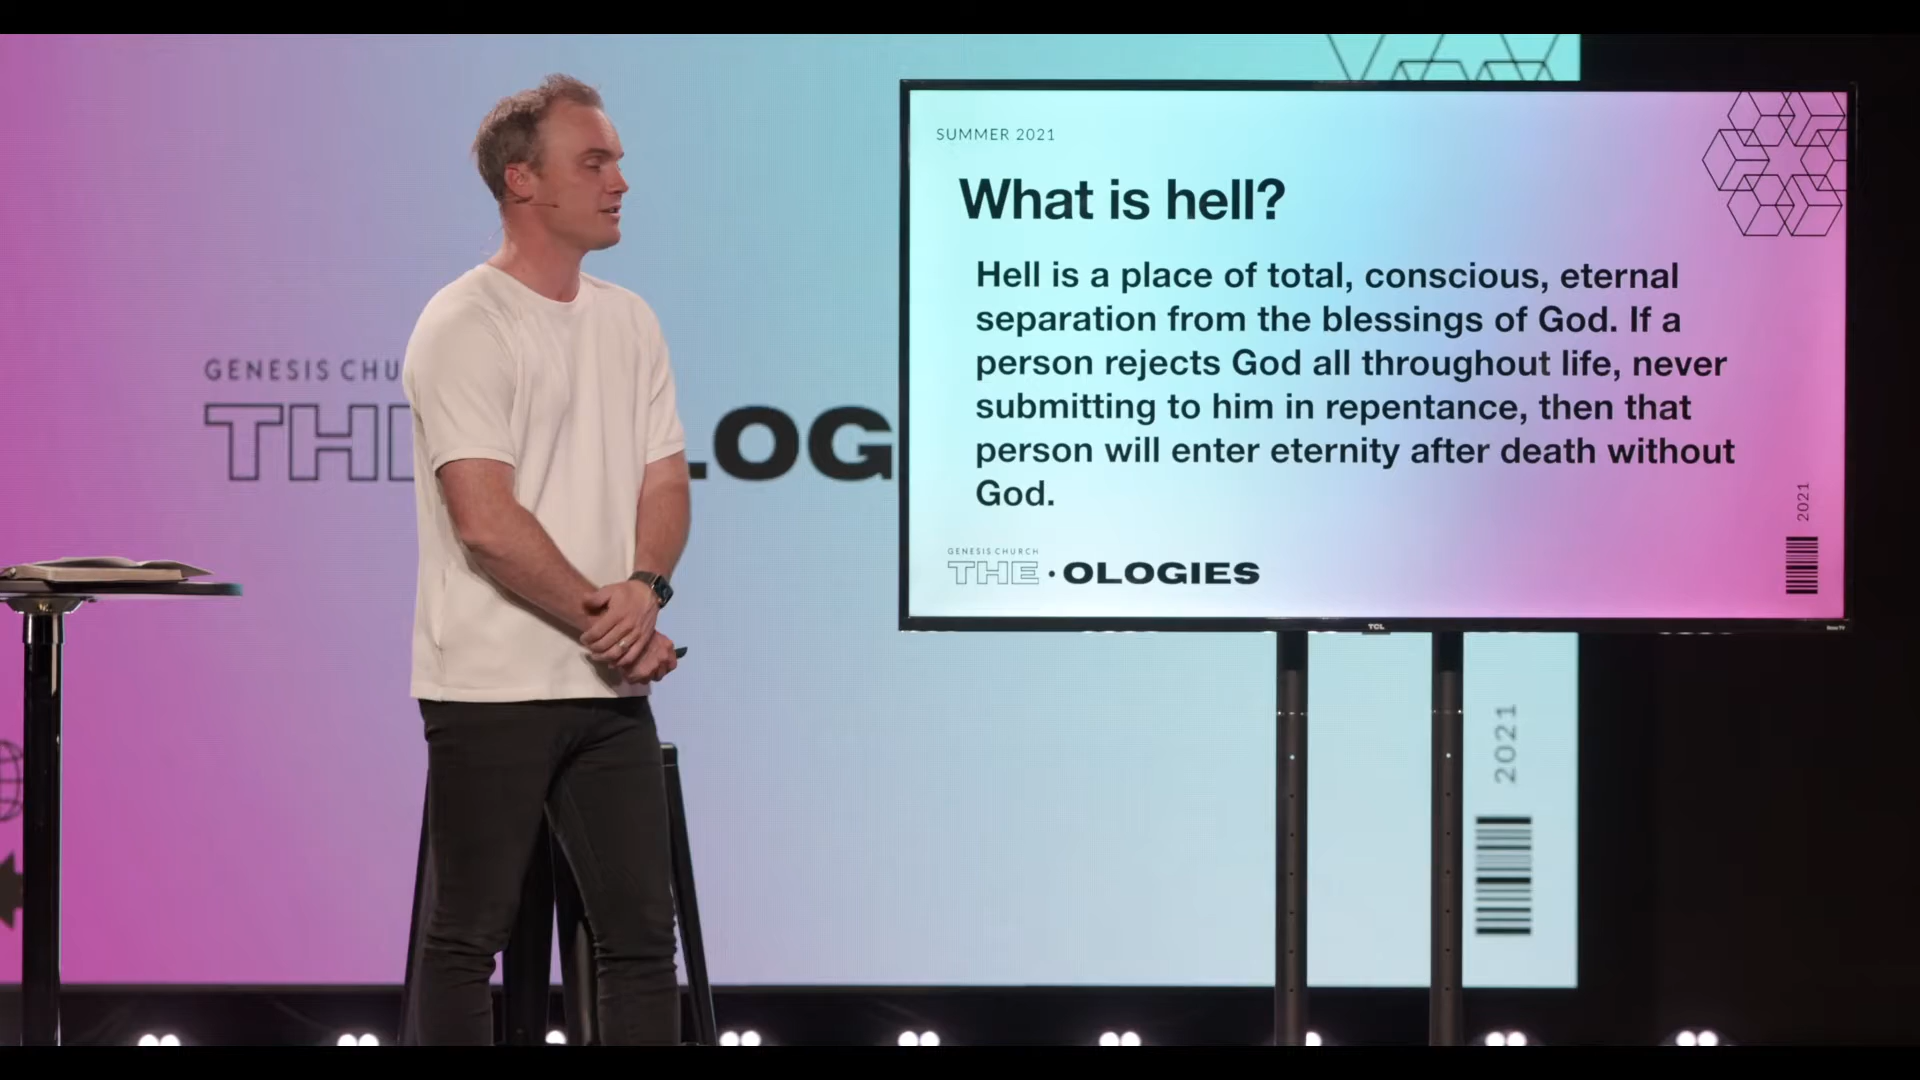 GENESIS CHU
THE
LOG
2021
SUMMER 2021
What is hell?
Hell is a place of total, conscious, eternal
separation from the blessings of God. If a
person rejects God all throughout life, never
submitting to him in repentance, then that
person will enter eternity after death without
God.
GENESIS CHURCH
THE · OLOGIES
2021
TCL